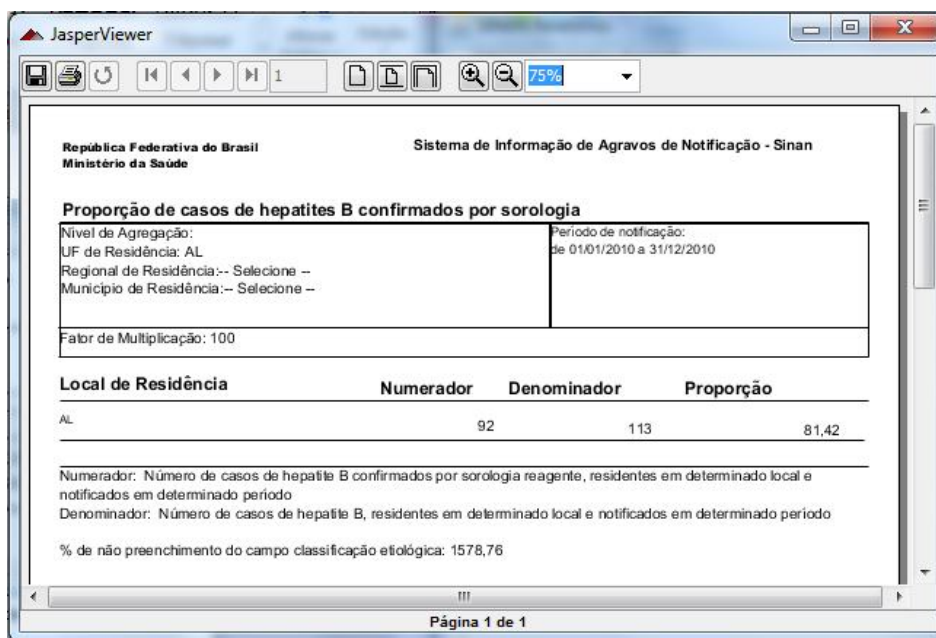 JasperViewer
1
75%
República Federativa do Brasil
Ministério da Saúde
Sistema de Informação de Agravos de Notificação - Sinan
Proporção de casos de hepatites B confirmados por sorologia
Nível de Agregação:
UF de Residência: AL
Regional de Residência:-- Selecione --
Município de Residência:-- Selecione --
Período de notificação:
de 01/01/2010 a 31/12/2010
Fator de Multiplicação: 100
Local de Residência Numerador Denominador Proporção
AL 92 113 81,42
Numerador: Número de casos de hepatite B confirmados por sorologia reagente, residentes em determinado local e
notificados em determinado período
Denominador: Número de casos de hepatite B, residentes em determinado local e notificados em determinado período
% de não preenchimento do campo classificação etiológica: 1578,76
Página 1 de 1